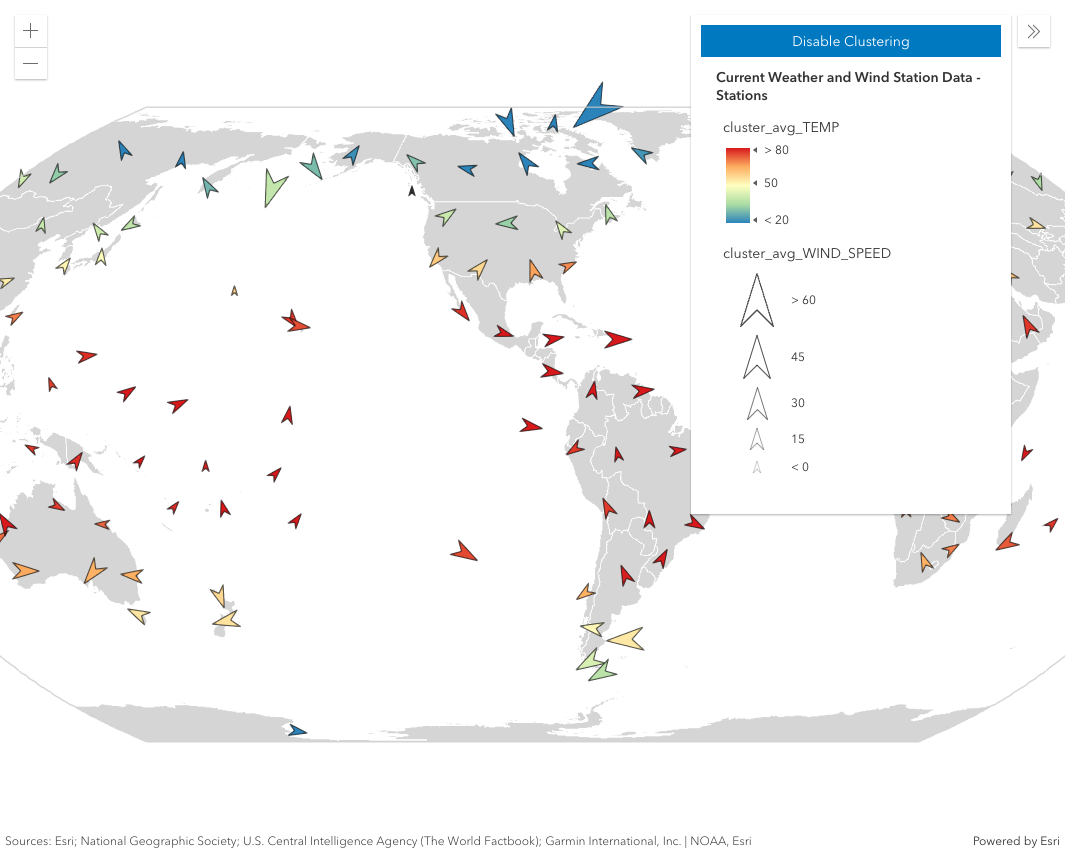 Disable Clustering
Current Weather and Wind Station Data -
Stations
cluster_avg_TEMP
> 80
50
< 20
cluster_avg_WIND_SPEED
> 60
45
30
15
< 0
Sources: Esri; National Geographic Society; U.S. Central Intelligence Agency (The World Factbook); Garmin International, Inc. | NOAA, Esri
Powered by Esri